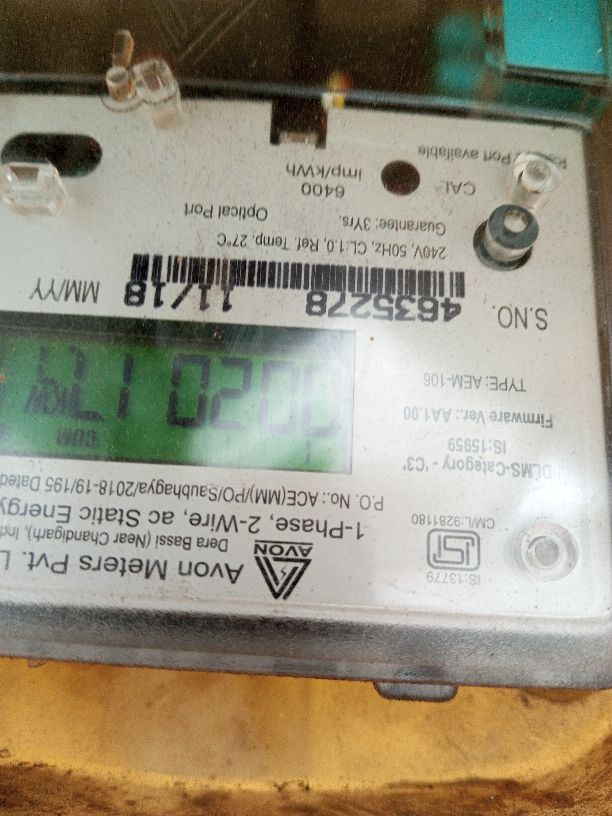 IS:13779
ISI
CM/L:9281180
AVON
Avon Meters Pvt. L
Dera Bassi (Near Chandigarh), Ind
1-Phase, 2-Wire, ac Static Energy
P.O. No.: ACE(MM)/PO/Saubhagya/2018-19/195 Dated
DLMS-Category - 'C3'
IS:15959
Firmware Ver.: AA1.00
TYPE: AEM-106
CUM
KW
S.NO. 4635278 11/18 MM/YY
240V, 50Hz, CL:1.0, Ref. Temp. 27°C
Guarantee: 3Yrs. Optical Port
CAL 6400
imp/kWh
Port available